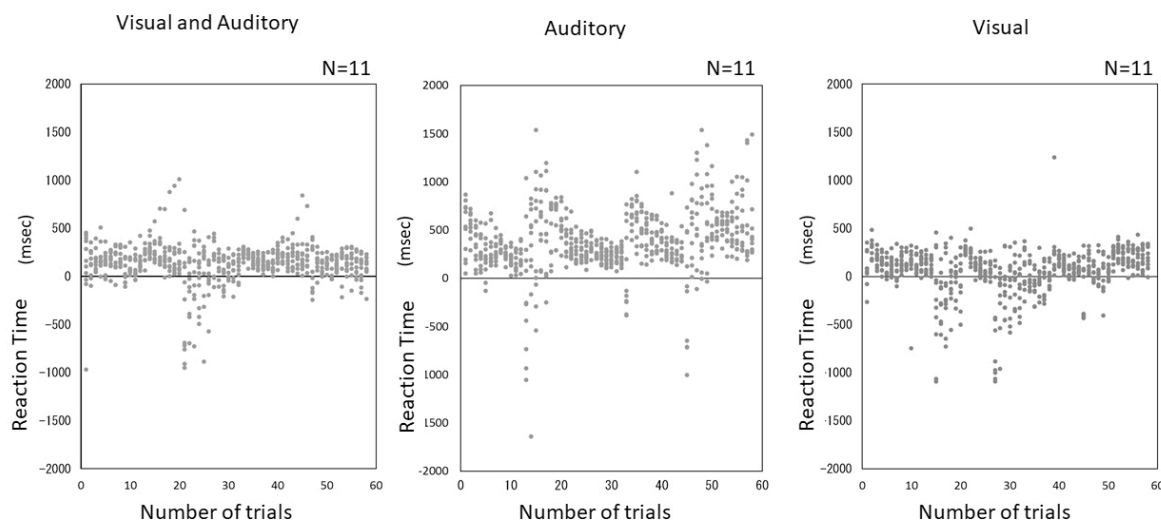 Visual and Auditory
N=11
2000
1500
1000
500
0
−500
−1000
−1500
−2000
Reaction Time (msec)
0 10 20 30 40 50 60
Number of trials
Auditory
N=11
2000
1500
1000
500
0
-500
1000
1500
-2000
Reaction Time (msec)
0 10 20 30 40 50 60
Number of trials
Visual
N=11
2000
1500
1000
500
0
-500
−1000
−1500
−2000
Reaction Time (msec)
0 10 20 30 40 50 60
Number of trials